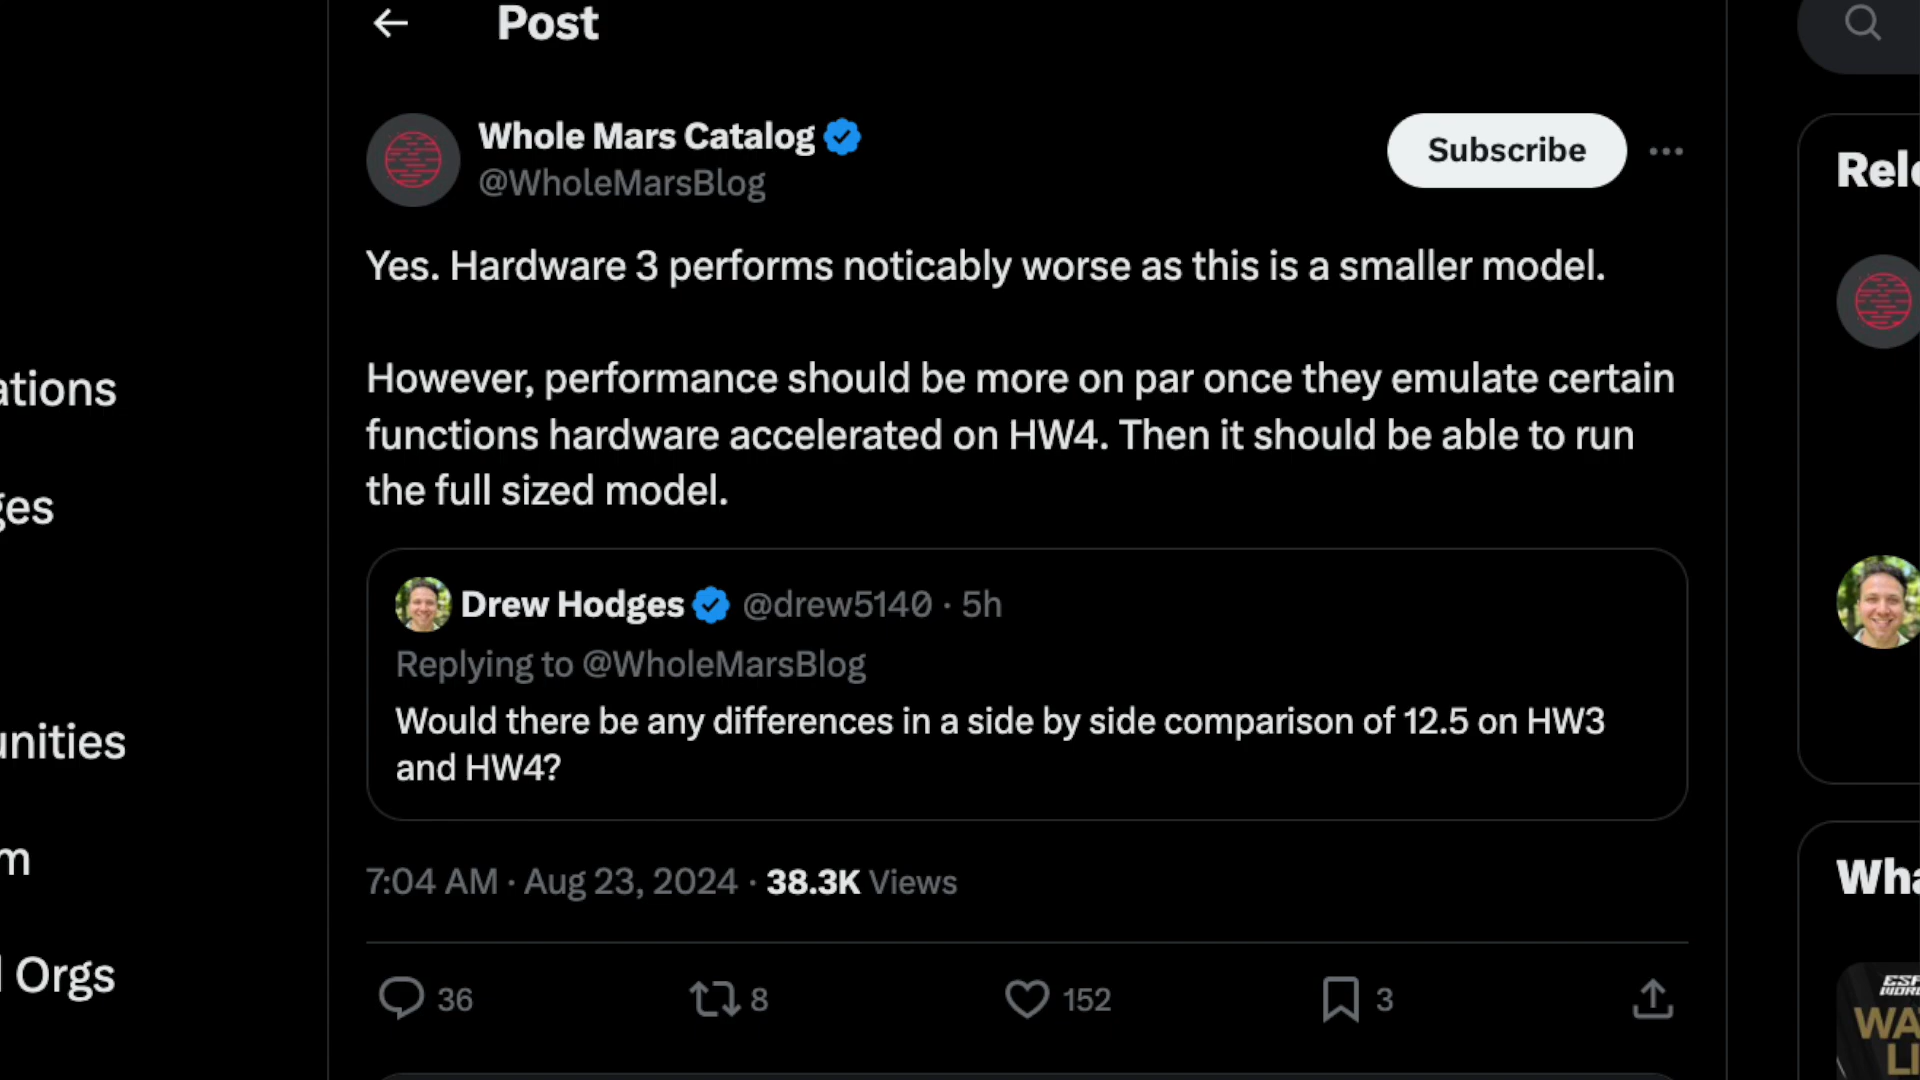 Post
Whole Mars Catalog
@WholeMarsBlog
Subscribe
Yes. Hardware 3 performs noticably worse as this is a smaller model.
However, performance should be more on par once they emulate certain
functions hardware accelerated on HW4. Then it should be able to run
the full sized model.
Drew Hodges @drew5140 · 5h
Replying to @WholeMarsBlog
Would there be any differences in a side by side comparison of 12.5 on HW3
and HW4?
7:04 AM · Aug 23, 2024 · 38.3K Views
36 8 152 3
ations
ges
unities
m
Orgs
Rele
Wha
WA
LI